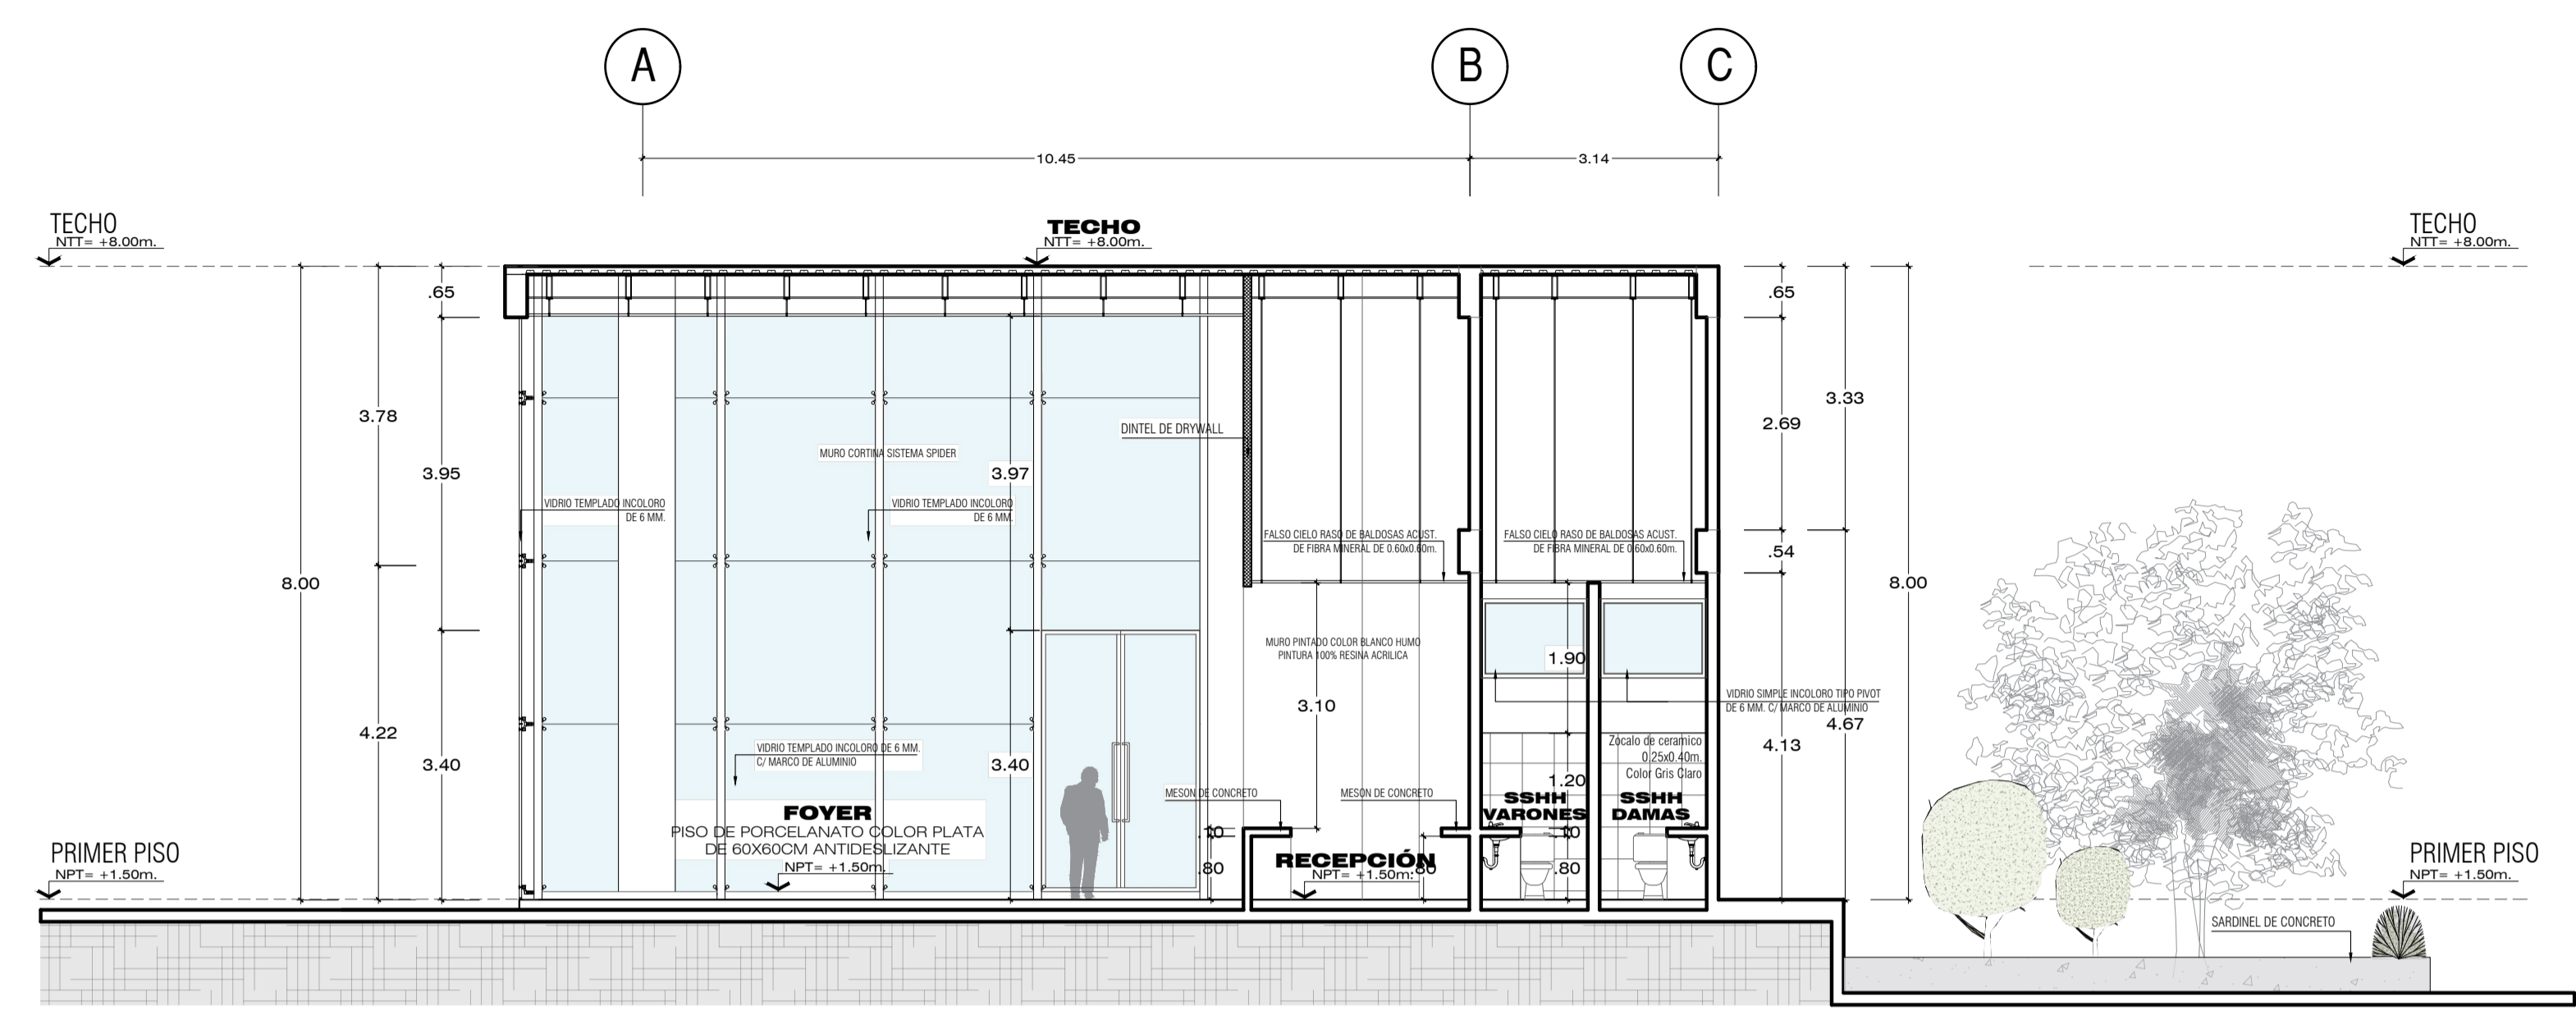 A
B
C
10.45
3.14
TECHO
NTT= +8.00m.
TECHO
NTT= +8.00m.
TECHO
NTT= +8.00m.
.65
3.78
3.95
8.00
4.22
3.40
MURO CORTINA SISTEMA SPIDER
VIDRIO TEMPLADO INCOLORO
DE 6 MM.
VIDRIO TEMPLADO INCOLORO
DE 6 MM.
3.97
3.40
DINTEL DE DRYWALL
VIDRIO TEMPLADO INCOLORO DE 6 MM.
C/ MARCO DE ALUMINIO
FOYER
PISO DE PORCELANATO COLOR PLATA
DE 60X60CM ANTIDESLIZANTE
NPT= +1.50m.
FALSO CIELO RASO DE BALDOSAS ACUST.
DE FIBRA MINERAL DE 0.60x0.60m.
FALSO CIELO RASO DE BALDOSAS ACUST.
DE FIBRA MINERAL DE 0.60x0.60m.
MURO PINTADO COLOR BLANCO HUMO
PINTURA 100% RESINA ACRILICA
3.10
MESON DE CONCRETO
MESON DE CONCRETO
.10
.80
RECEPCIÓN
NPT= +1.50m.
.80
1.90
1.20
.10
.80
SSHH
VARONES
SSHH
DAMAS
Zócalo de ceramico
0.25x0.40m.
Color Gris Claro
VIDRIO SIMPLE INCOLORO TIPO PIVOT
DE 6 MM. C/ MARCO DE ALUMINIO
.65
2.69
3.33
.54
8.00
4.67
4.13
PRIMER PISO
NPT= +1.50m.
PRIMER PISO
NPT= +1.50m.
SARDINEL DE CONCRETO